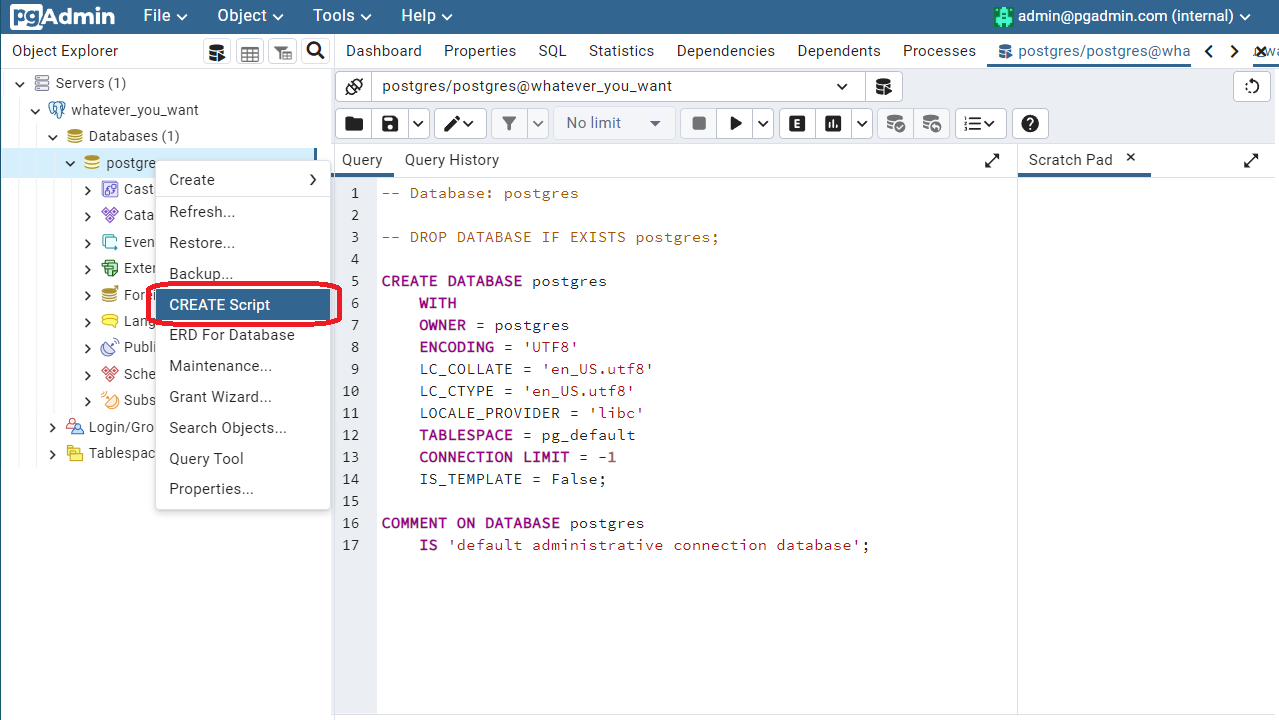 pgAdmin File Object Tools Help admin@pgadmin.com (internal)
Object Explorer
Dashboard Properties SQL Statistics Dependencies Dependents Processes postgres/postgres@wha
Servers (1)
whatever_you_want
Databases (1)
postgre
Cast
Cata
Even
Exter
Fore
Lang
Publi
Sche
Subs
Login/Gro
Tablespac
Create
Refresh...
Restore...
Backup...
CREATE Script
ERD For Database
Maintenance...
Grant Wizard...
Search Objects...
Query Tool
Properties...
postgres/postgres@whatever_you_want
No limit
E
Query Query History
Scratch Pad
1 -- Database: postgres
2
3 -- DROP DATABASE IF EXISTS postgres;
4
5 CREATE DATABASE postgres
6 WITH
7 OWNER = postgres
8 ENCODING = 'UTF8'
9 LC_COLLATE = 'en_US.utf8'
10 LC_CTYPE = 'en_US.utf8'
11 LOCALE_PROVIDER = 'libc'
12 TABLESPACE = pg_default
13 CONNECTION LIMIT = -1
14 IS_TEMPLATE = False;
15
16 COMMENT ON DATABASE postgres
17 IS 'default administrative connection database';